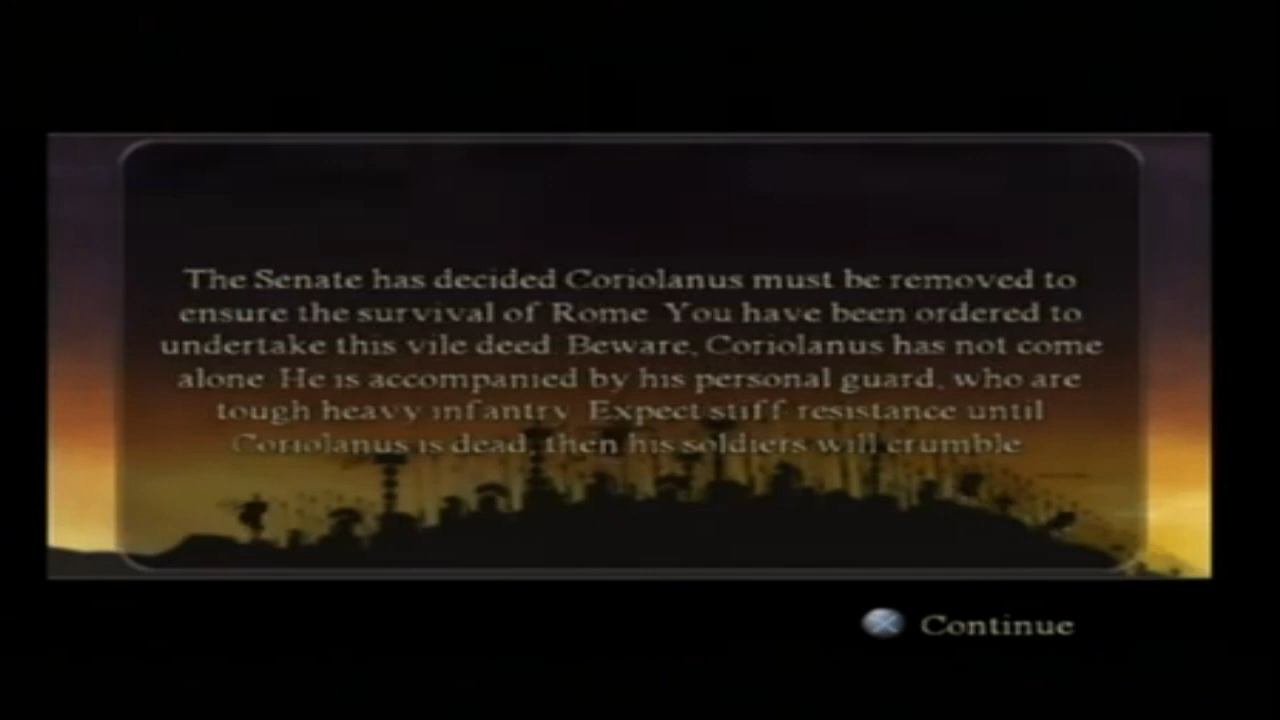 The Senate has decided Coriolanus must be removed to
ensure the survival of Rome. You have been ordered to
undertake this vile deed. Beware, Coriolanus has not come
alone. He is accompanied by his personal guard, who are
tough heavy infantry. Expect stiff resistance until
Coriolanus is dead, then his soldiers will crumble.
Continue